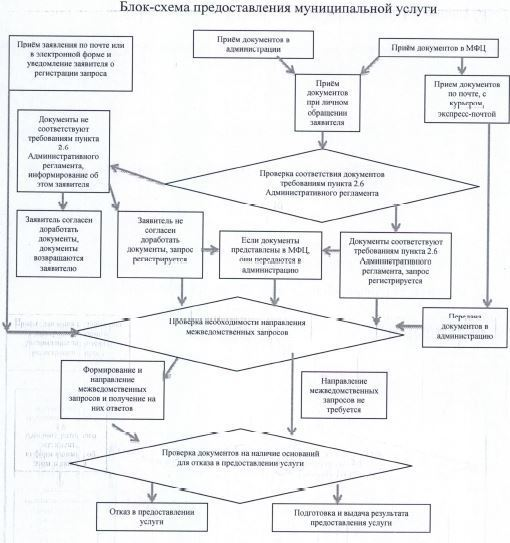 Блок-схема предоставления муниципальной услуги
Приём заявления по почте или
в электронной форме и
уведомление заявителя о
регистрации запроса
Приём документов в
администрации
Приём документов в МФЦ
Приём
документов
при личном
обращении
заявителя
Прием документов
по почте, с
курьером,
экспресс-почтой
Документы не
соответствуют
требованиям пункта
2.6
Административного
регламента,
информирование об
этом заявителя
Проверка соответствия документов
требованиям пункта 2.6
Административного регламента
Заявитель согласен
доработать
документы,
документы
возвращаются
заявителю
Заявитель не
согласен
доработать
документы, запрос
регистрируется
Если документы
представлены в МФЦ,
они передаются в
администрацию
Документы соответствуют
требованиям пункта 2.6
Административного
регламента, запрос
регистрируется
Передача
документов в
администрацию
Проверка необходимости направления
межведомственных запросов
Формирование и
направление
межведомственных
запросов и получение на
них ответов
Направление
межведомственных
запросов не
требуется
Проверка документов на наличие оснований
для отказа в предоставлении услуги
Отказ в предоставлении
услуги
Подготовка и выдача результата
предоставления услуги